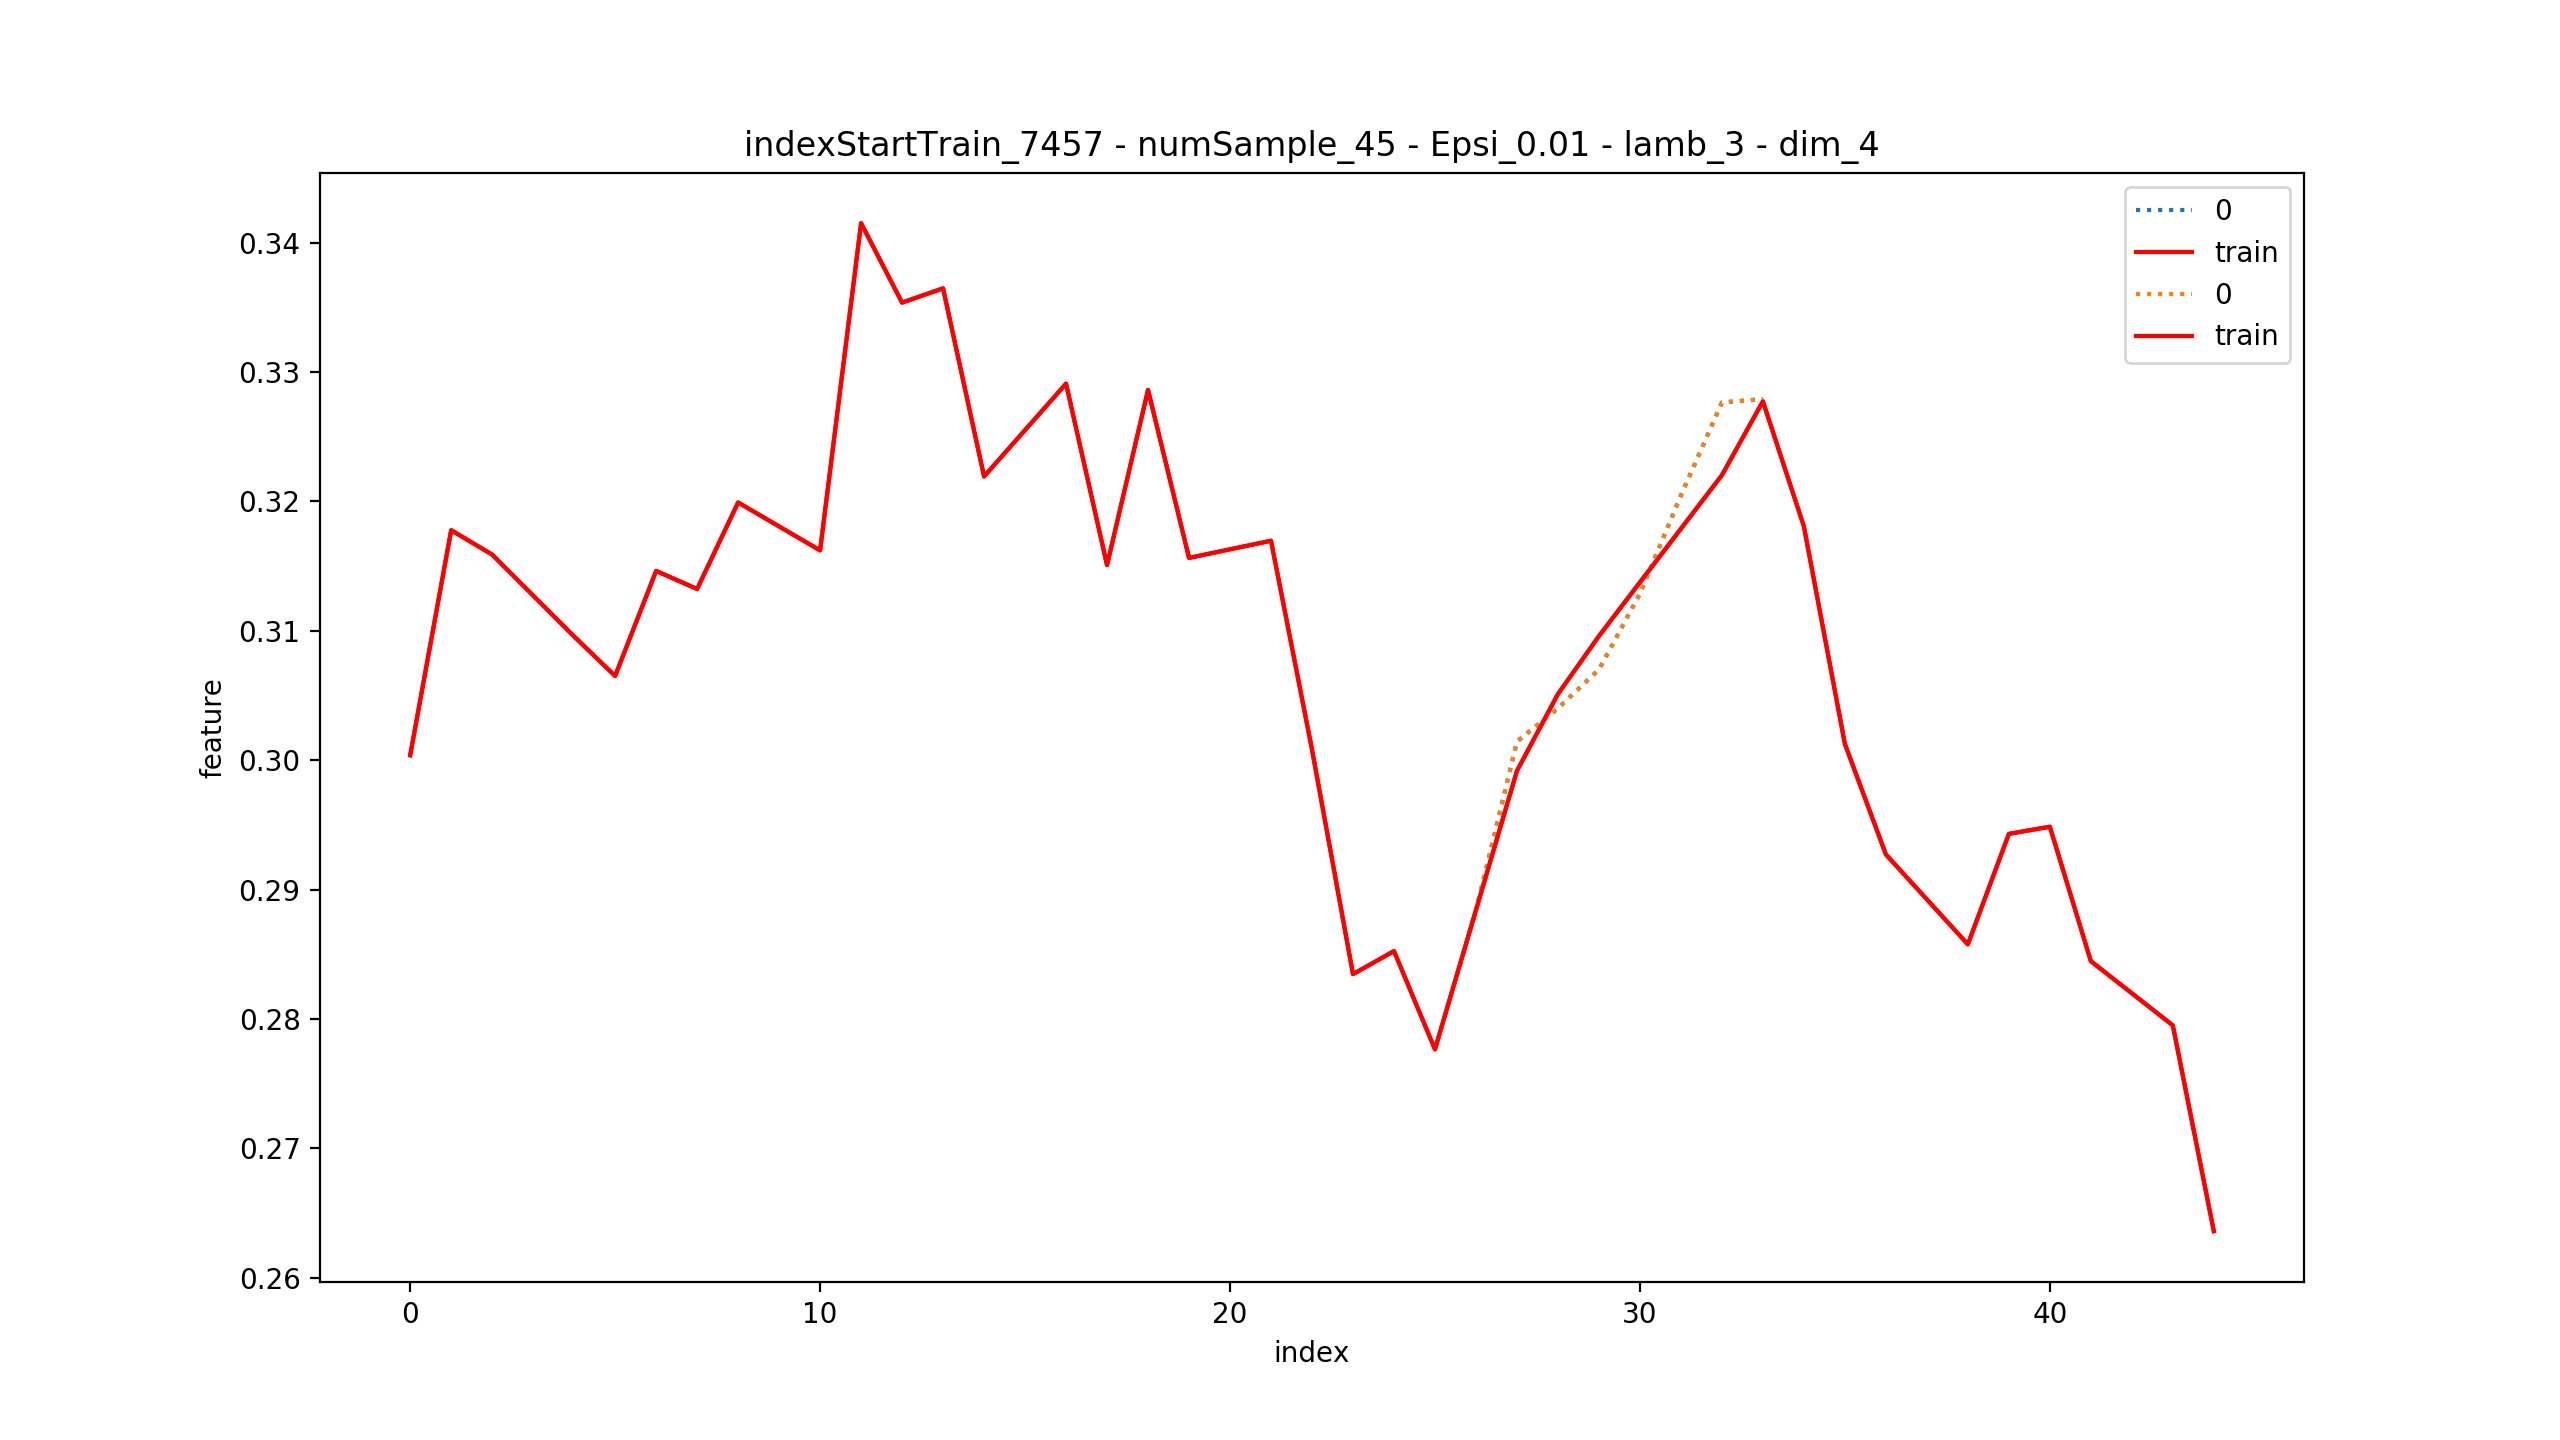 indexStartTrain_7457 - numSample_45 - Epsi_0.01 - lamb_3 - dim_4
0
train
0
train
0.34
0.33
0.32
0.31
0.30
0.29
0.28
0.27
0.26
feature
0 10 20 30 40
index